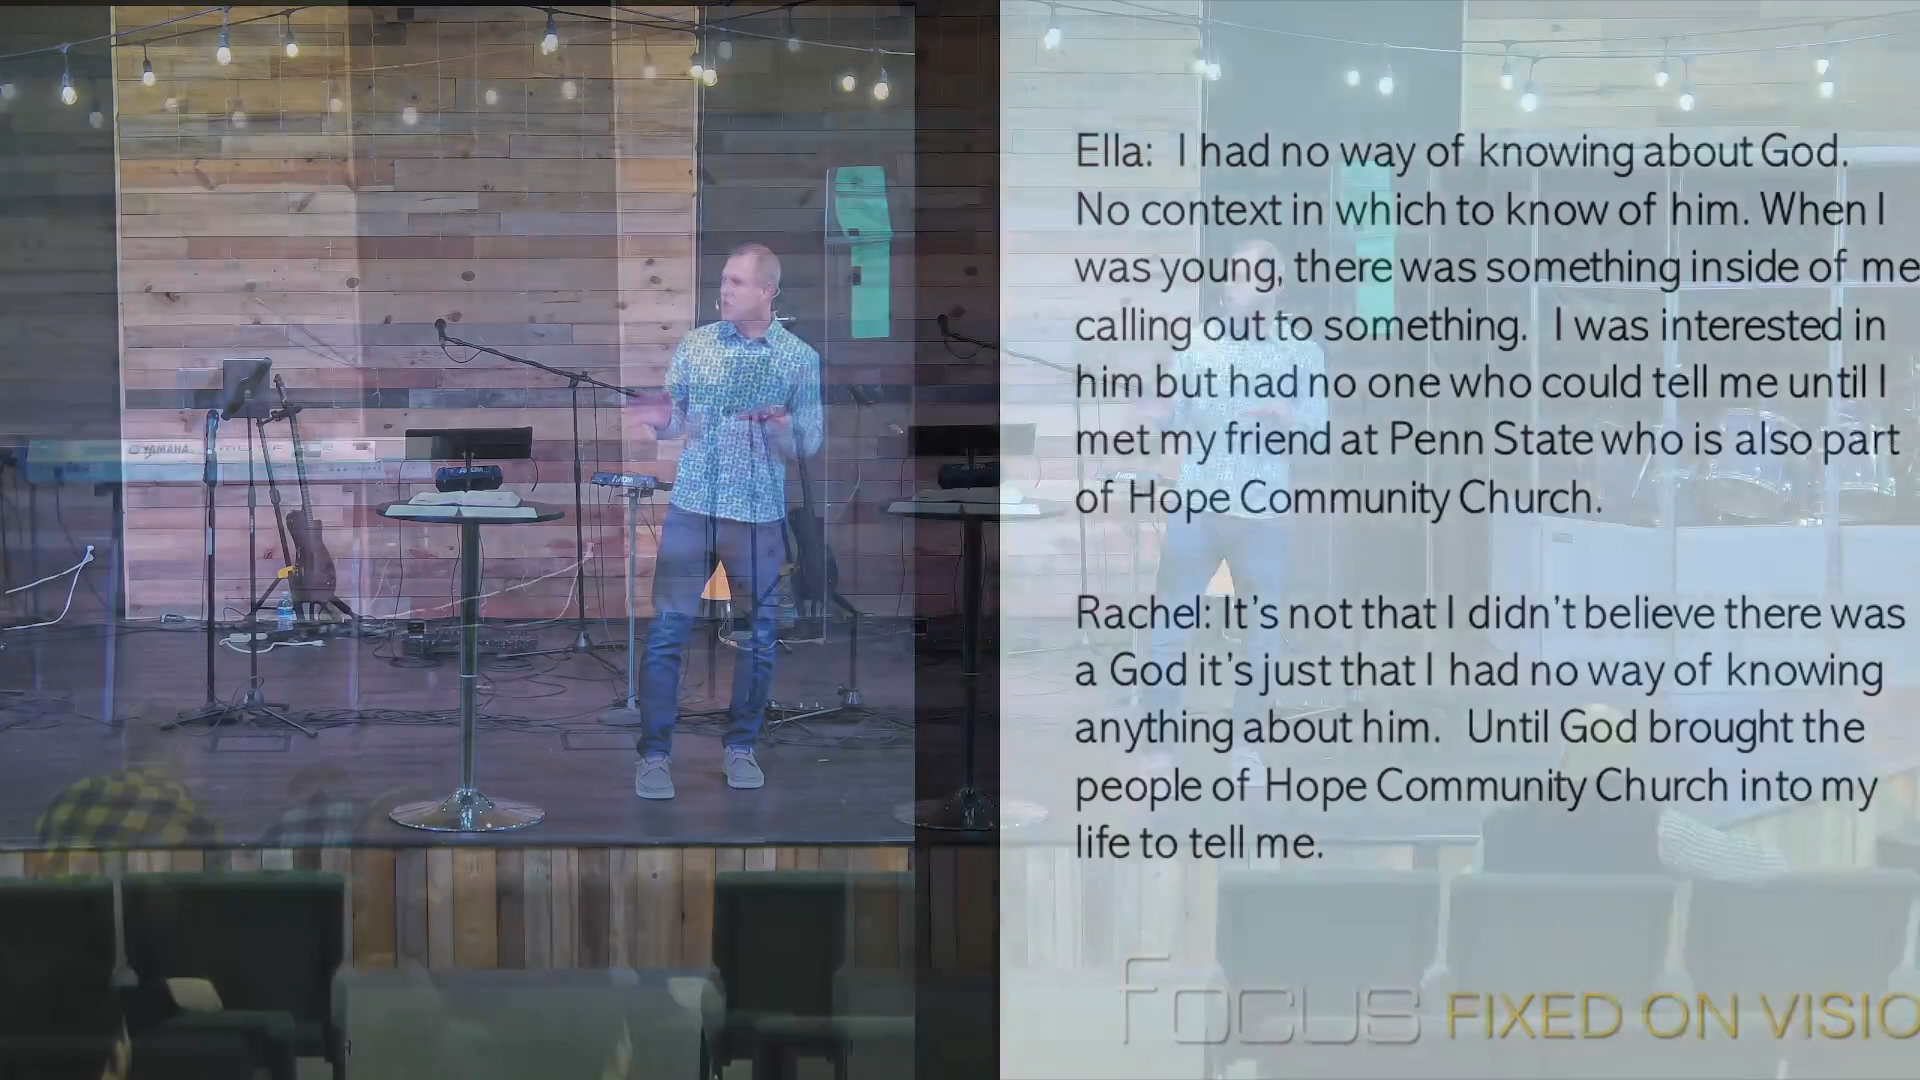 Ella: I had no way of knowing about God.
No context in which to know of him. When I
was young, there was something inside of me
calling out to something. I was interested in
him but had no one who could tell me until I
met my friend at Penn State who is also part
of Hope Community Church.
Rachel: It's not that I didn't believe there was
a God it's just that I had no way of knowing
anything about him. Until God brought the
people of Hope Community Church into my
life to tell me.
focus FIXED ON VISIO
YAMAHA